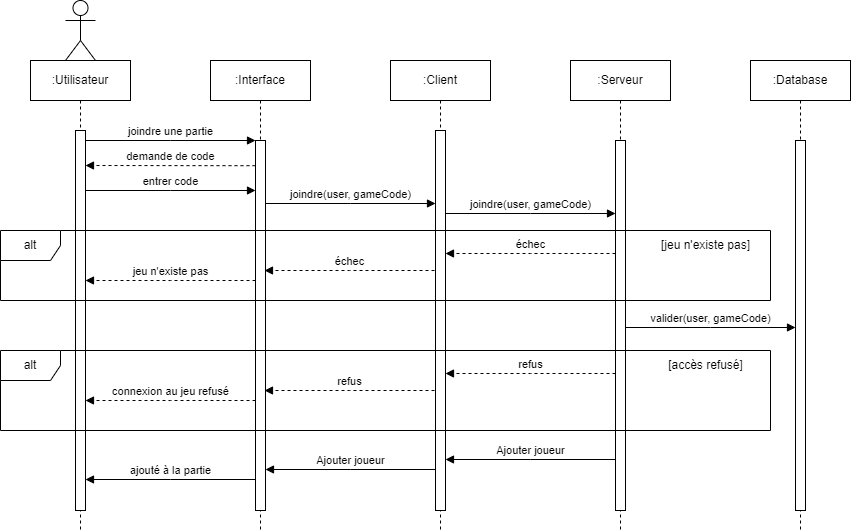 :Utilisateur
:Interface
:Client
:Serveur
:Database
joindre une partie
demande de code
entrer code
joindre(user, gameCode)
joindre(user, gameCode)
alt
[jeu n'existe pas]
échec
échec
jeu n'existe pas
valider(user, gameCode)
alt
[accès refusé]
refus
refus
connexion au jeu refusé
Ajouter joueur
Ajouter joueur
ajouté à la partie